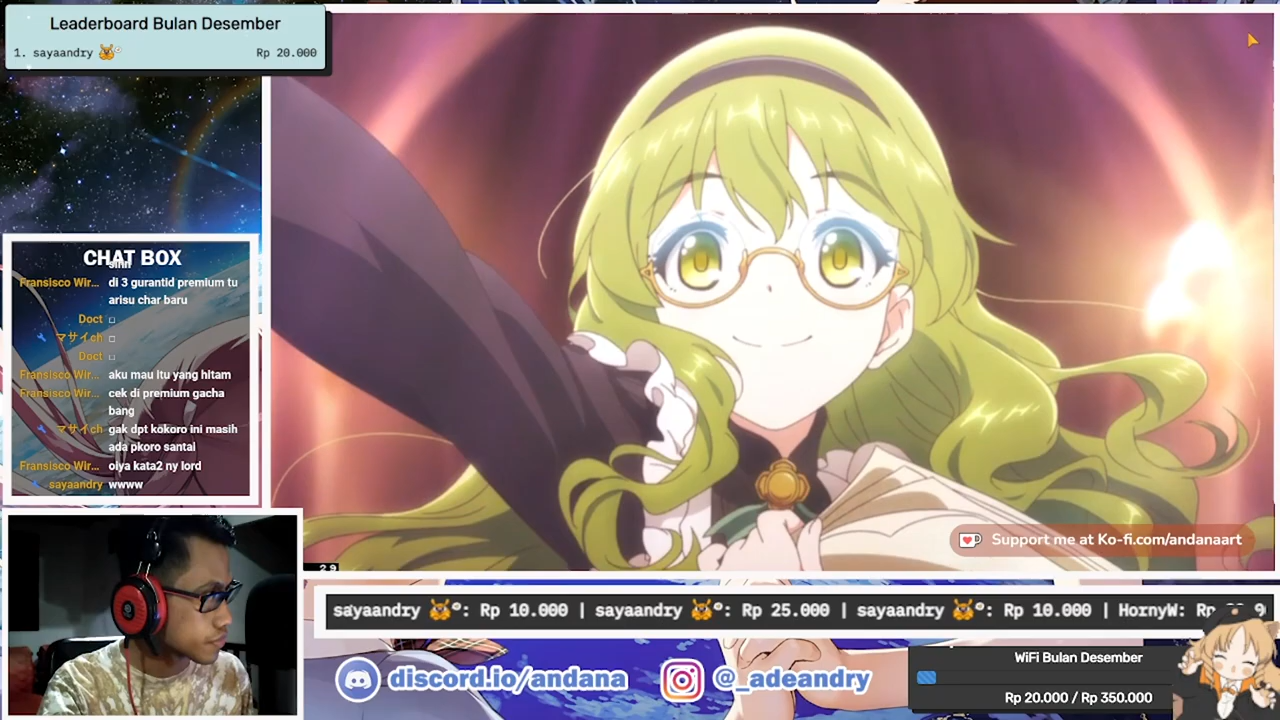 Leaderboard Bulan Desember
1. sayaandry Rp 20.000
CHAT BOX
Fransisco Wir... di 3 gurantid premium tu
arisu char baru
Doct
マサイch
Doct
Fransisco Wir... aku mau itu yang hitam
Fransisco Wir... cek di premium gacha
bang
マサイch gak dpt kokoro ini masih
ada pkoro santai
Fransisco Wir... oiya kata2 ny lord
sayaandry wwww
Support me at Ko-fi.com/andanaart
2.9
sayaandry : Rp 10.000 | sayaandry : Rp 25.000 | sayaandry : Rp 10.000 | HornyW: Rp
discord.io/andana @_adeandry
WiFi Bulan Desember
Rp 20.000 / Rp 350.000